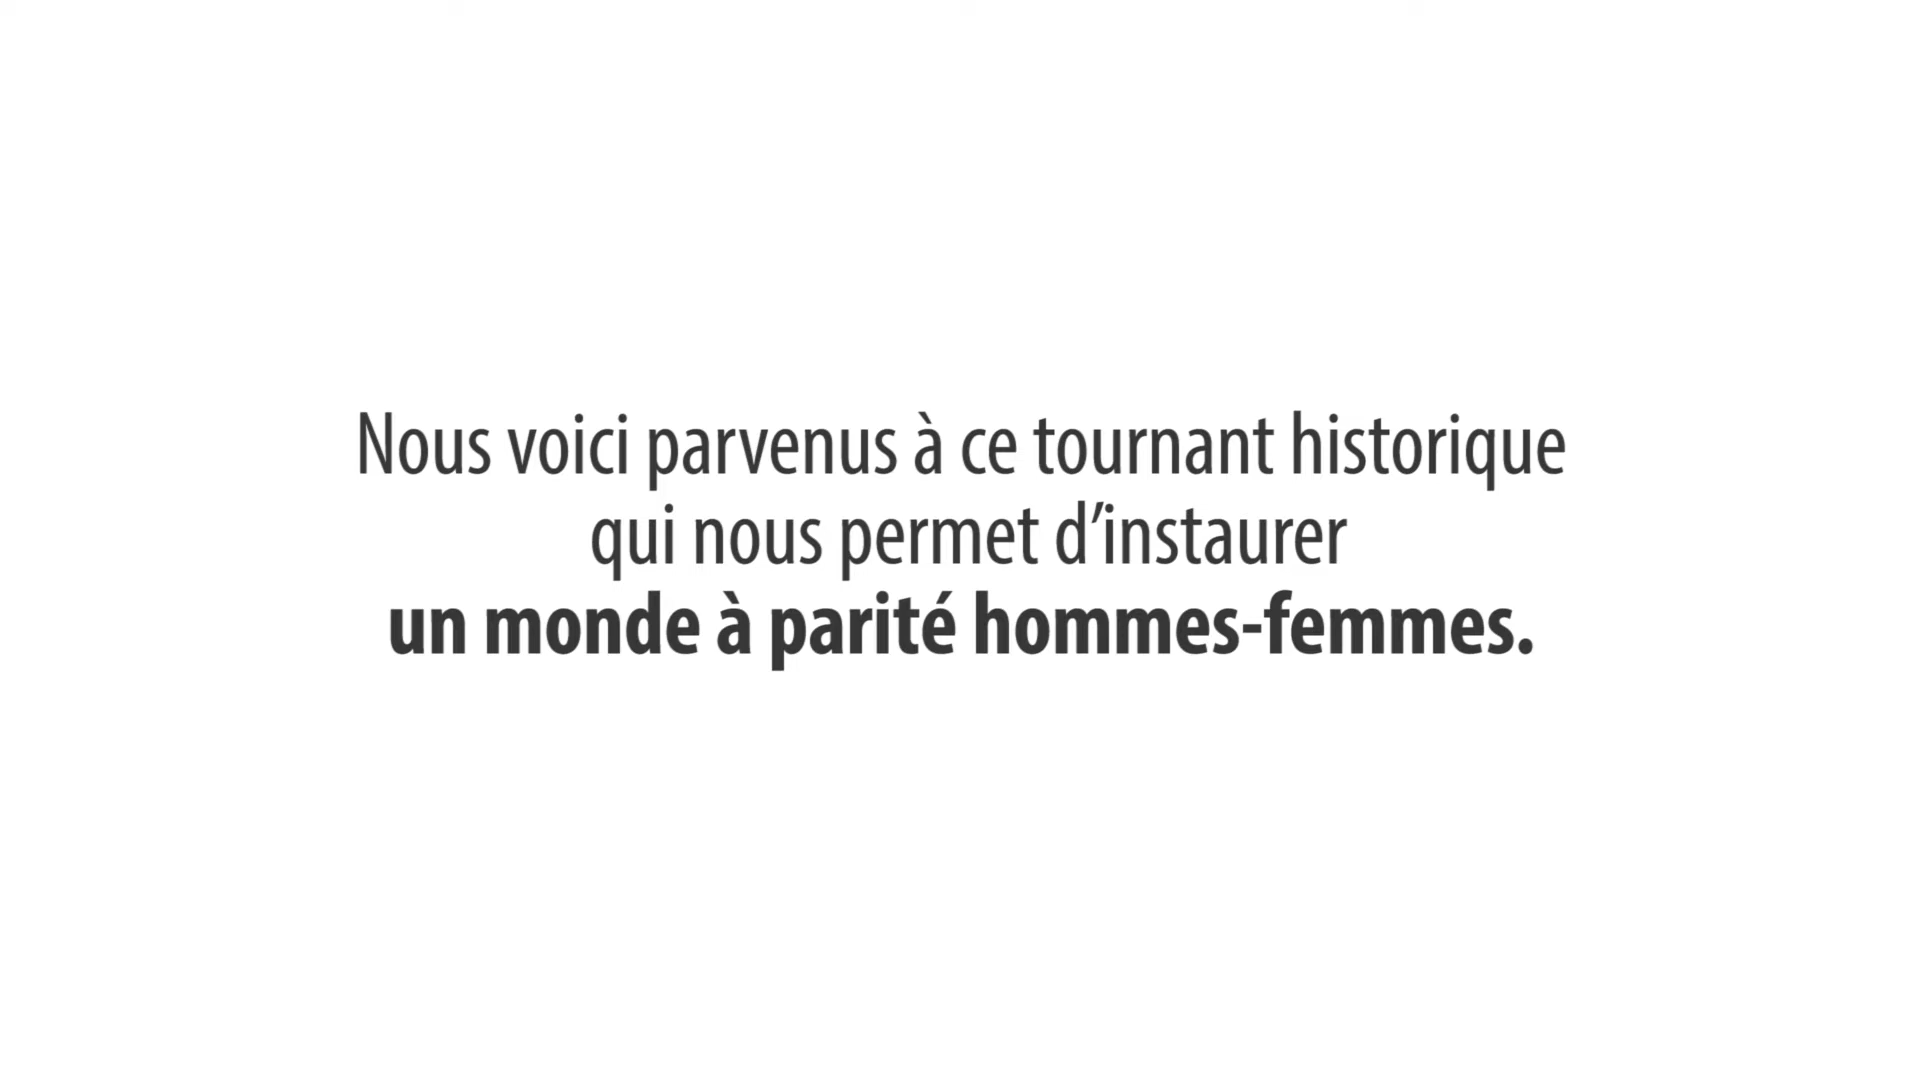 Nous voici parvenus à ce tournant historique
qui nous permet d’instaurer
un monde à parité hommes-femmes.